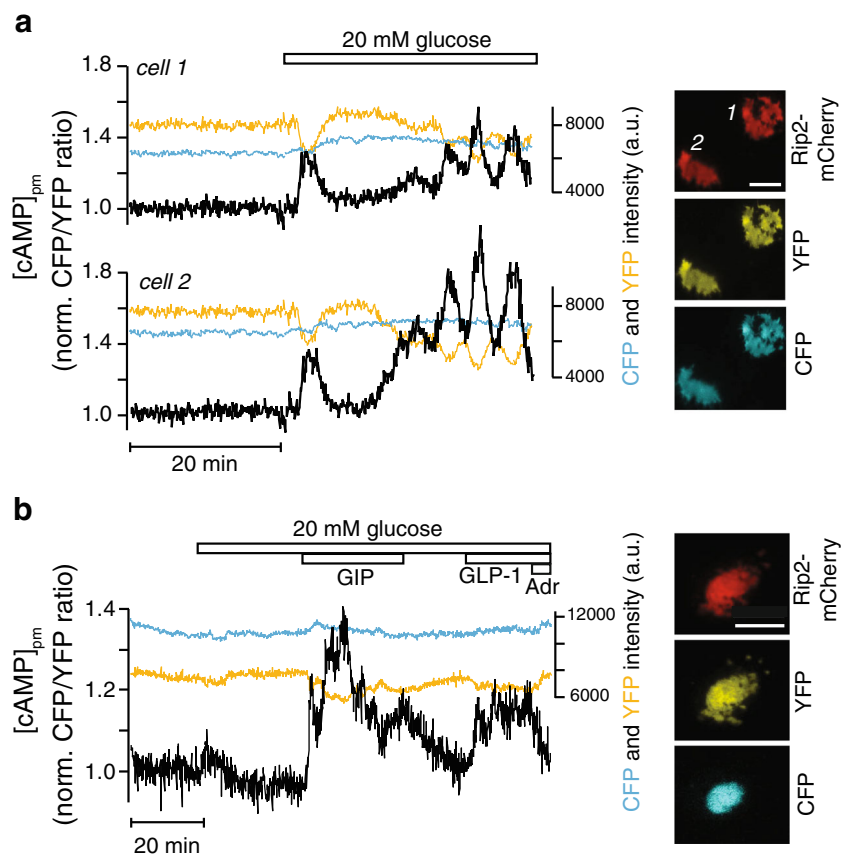 a
20 mM glucose
cell 1
1.8
1.4
1.0
8000
4000
cell 2
1.8
1.4
1.0
8000
4000
[cAMP]pm
(norm. CFP/YFP ratio)
CFP and YFP intensity (a.u.)
20 min
1
2
Rip2-
mCherry
YFP
CFP
b
20 mM glucose
GIP
GLP-1
Adr
1.4
1.2
1.0
12000
6000
[cAMP]pm
(norm. CFP/YFP ratio)
CFP and YFP intensity (a.u.)
20 min
Rip2-
mCherry
YFP
CFP